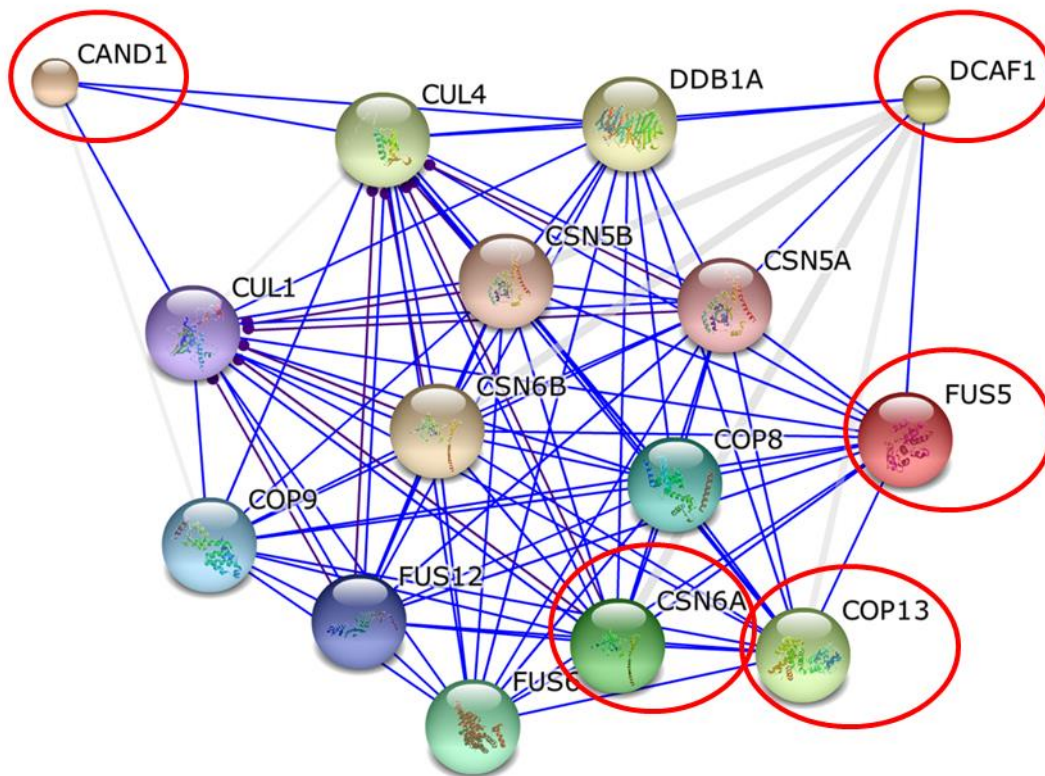 CAND1
DCAF1
DDB1A
CUL4
CSN5B
CSN5A
CUL1
CSN6B
FUS5
COP8
COP9
FUS12
CSN6A
COP13
FUS6